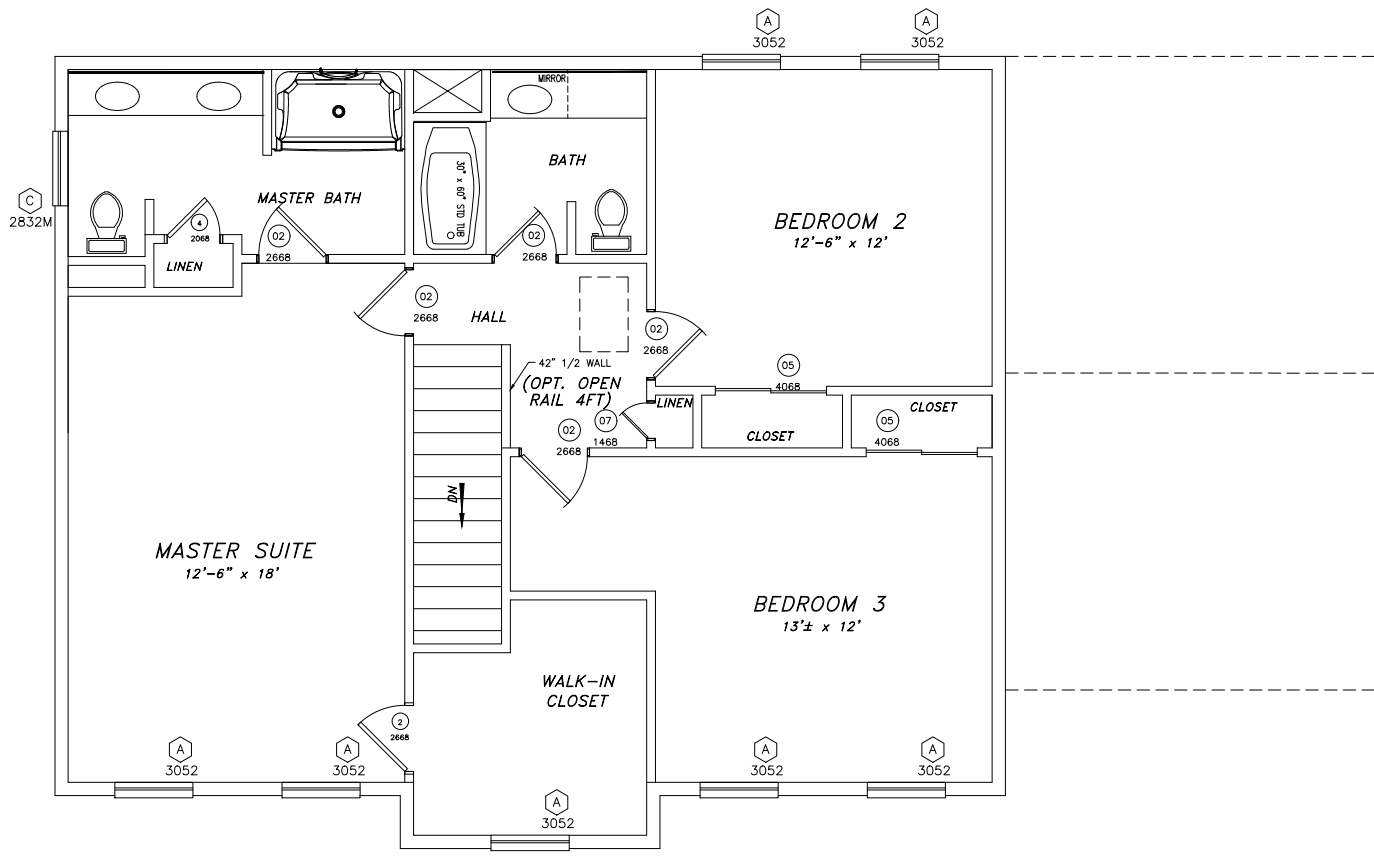 A
3052
A
3052
MIRROR
BATH
30" x 60" STD TUB
C
2832M
MASTER BATH
4
2068
02
2668
02
2668
LINEN
BEDROOM 2
12'-6" x 12'
02
2668
HALL
02
2668
42" 1/2 WALL
(OPT. OPEN
RAIL 4FT)
05
4068
LINEN
07
1468
02
2668
CLOSET
CLOSET
05
4068
DN
MASTER SUITE
12'-6" x 18'
BEDROOM 3
13'± x 12'
WALK-IN
CLOSET
2
2668
A
3052
A
3052
A
3052
A
3052
A
3052